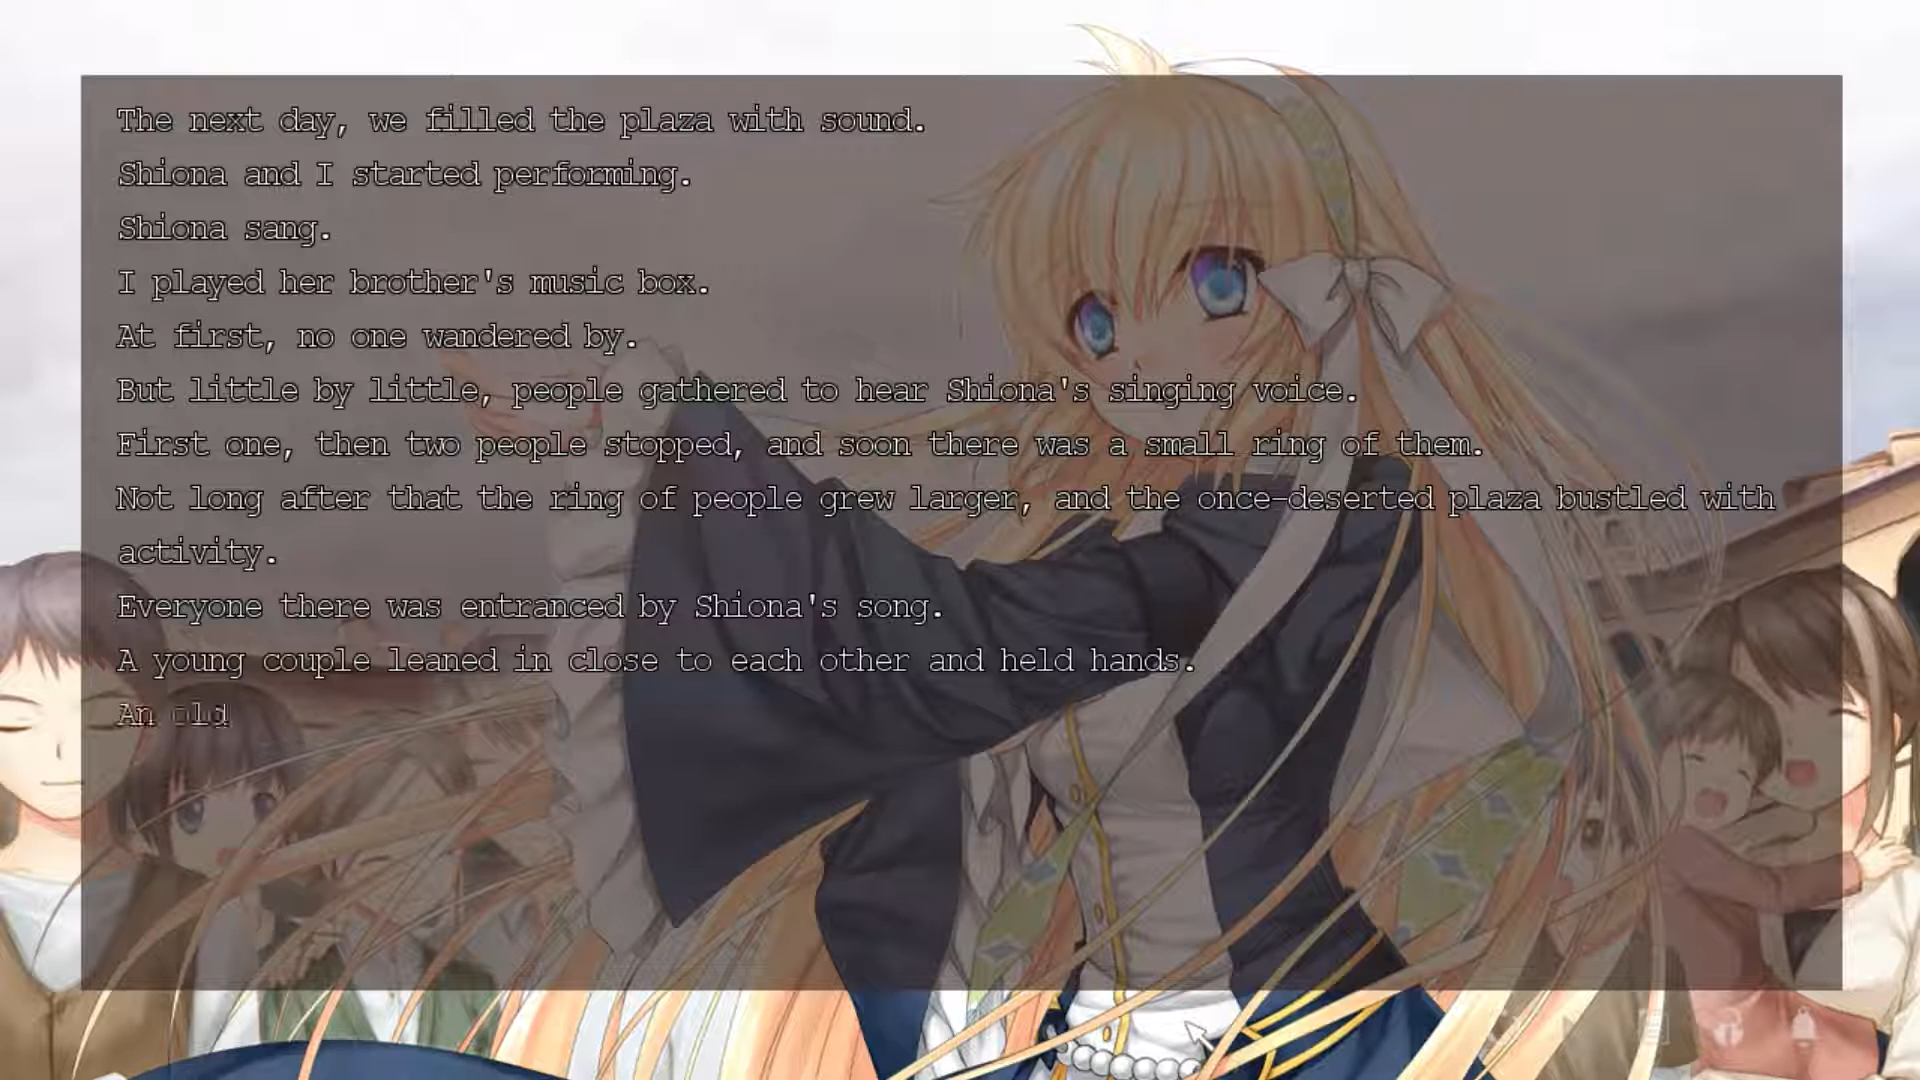 The next day, we filled the plaza with sound.
Shiona and I started performing.
Shiona sang.
I played her brother's music box.
At first, no one wandered by.
But little by little, people gathered to hear Shiona's singing voice.
First one, then two people stopped, and soon there was a small ring of them.
Not long after that the ring of people grew larger, and the once-deserted plaza bustled with
activity.
Everyone there was entranced by Shiona's song.
A young couple leaned in close to each other and held hands.
An old